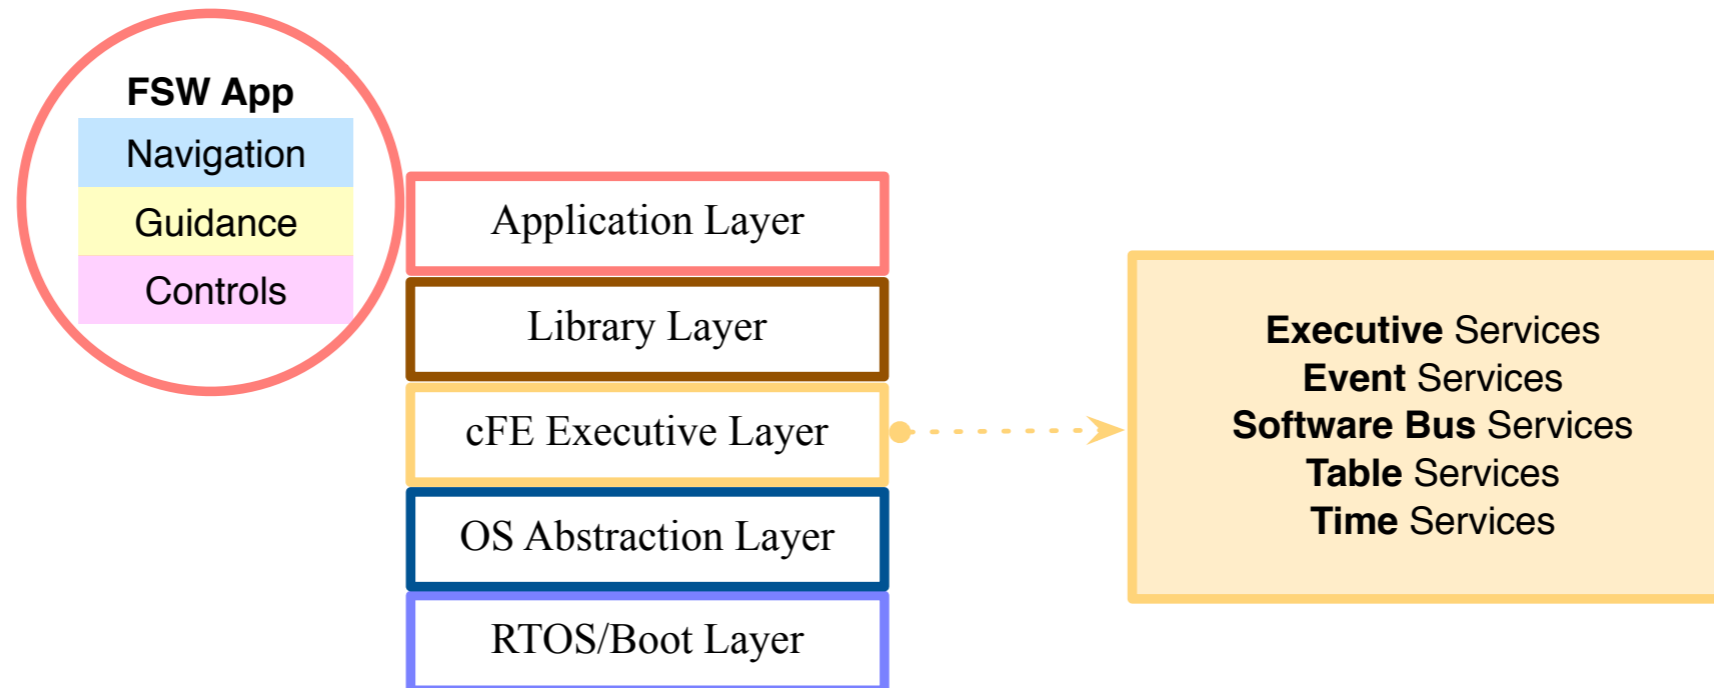 FSW App
Navigation
Guidance
Controls
Application Layer
Library Layer
cFE Executive Layer
OS Abstraction Layer
RTOS/Boot Layer
Executive Services
Event Services
Software Bus Services
Table Services
Time Services